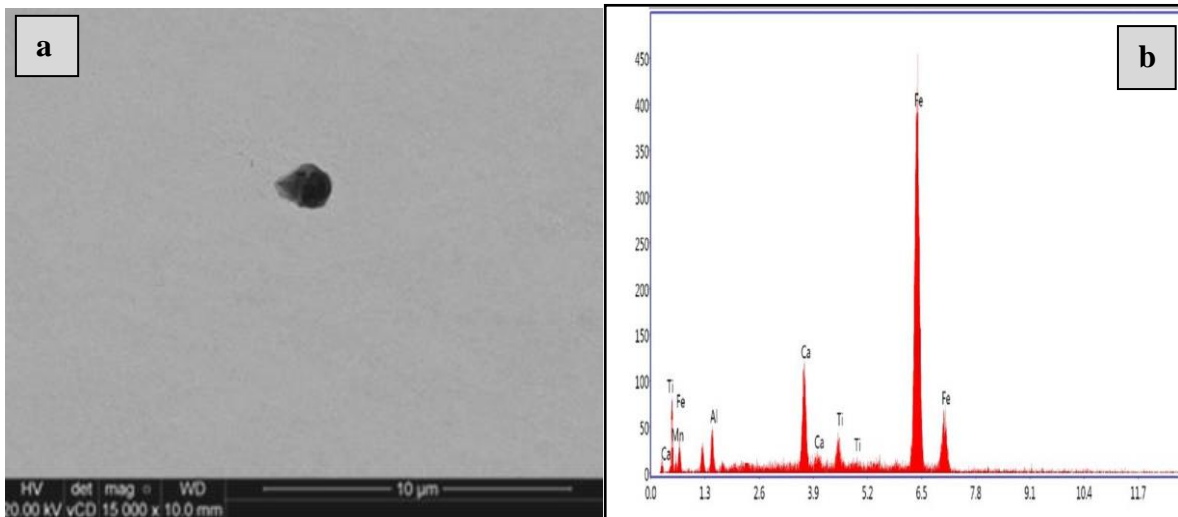 a
HV det mag WD
20.00 kV vCD 15 000 x 10.0 mm
10 µm
b
450
400
350
300
250
200
150
100
50
0
Fe
Ca
Ti
Fe
Mn
Ca
Al
Ca
Ti
Ti
Fe
0.0 1.3 2.6 3.9 5.2 6.5 7.8 9.1 10.4 11.7